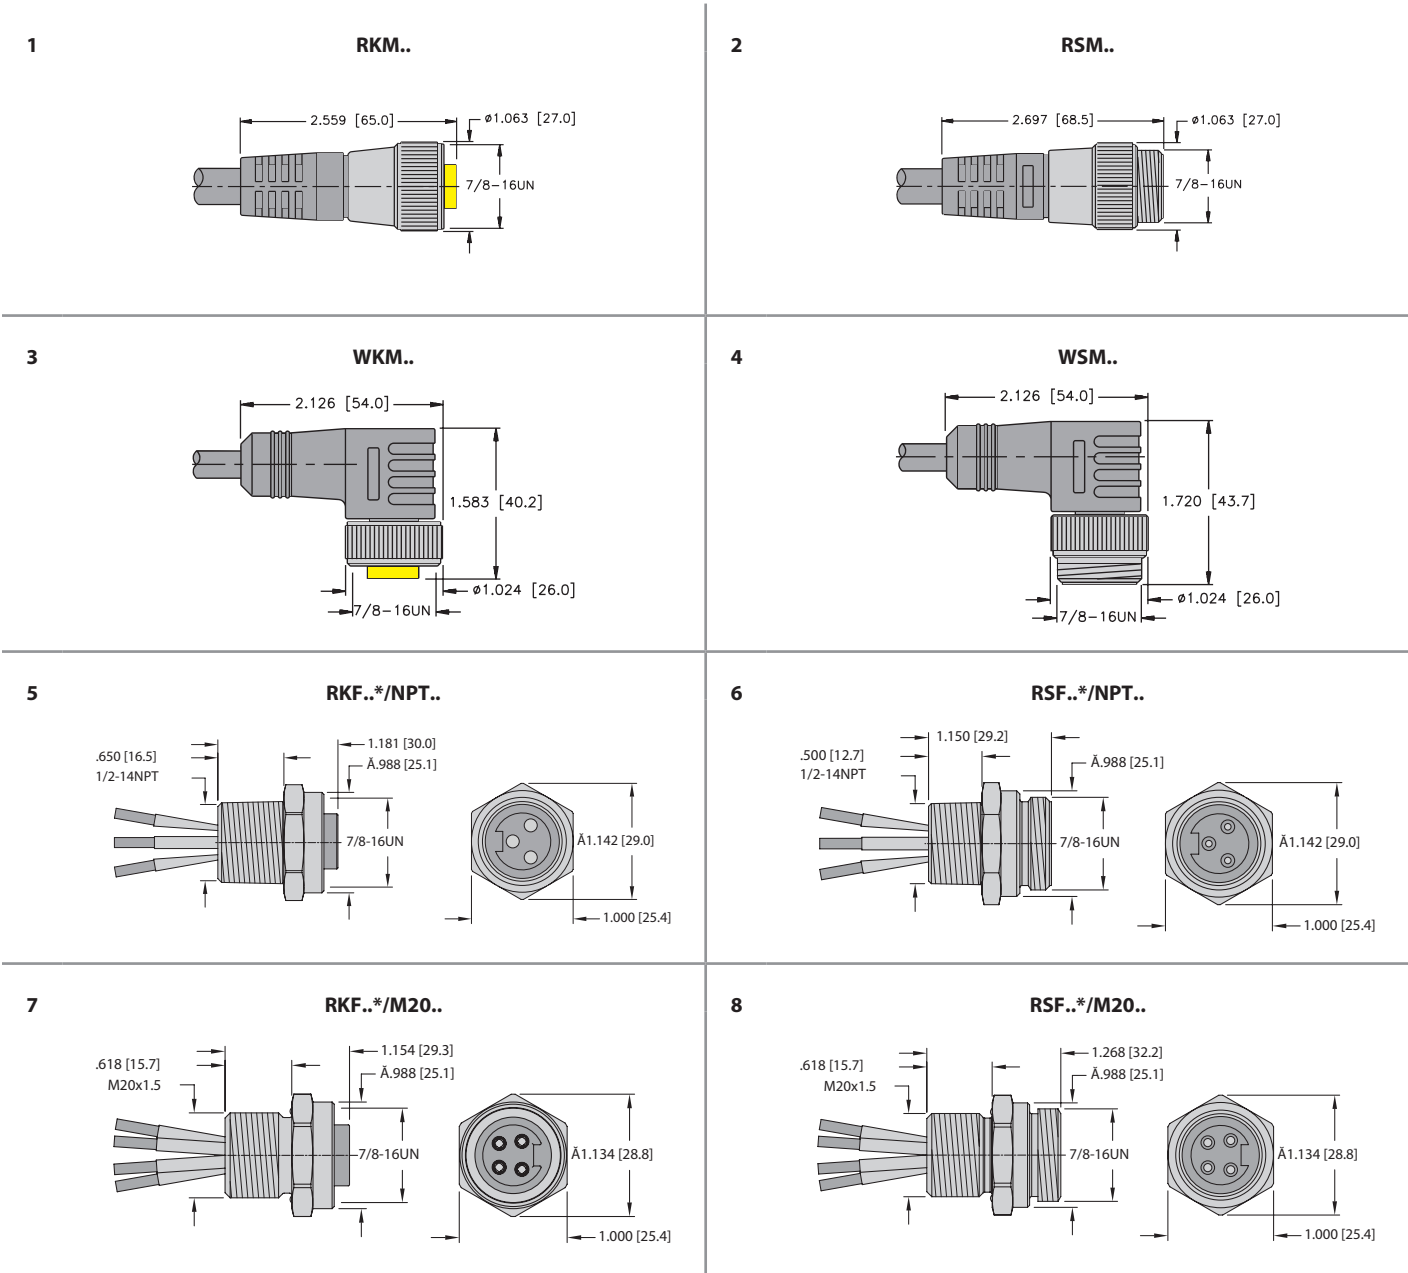 1 RKM..
2.559 [65.0]
ø1.063 [27.0]
7/8-16UN
2 RSM..
2.697 [68.5]
ø1.063 [27.0]
7/8-16UN
3 WKM..
2.126 [54.0]
1.583 [40.2]
ø1.024 [26.0]
7/8-16UN
4 WSM..
2.126 [54.0]
1.720 [43.7]
ø1.024 [26.0]
7/8-16UN
5 RKF..*/NPT..
.650 [16.5]
1/2-14NPT
1.181 [30.0]
Ă.988 [25.1]
7/8-16UN
Ă1.142 [29.0]
1.000 [25.4]
6 RSF..*/NPT..
1.150 [29.2]
.500 [12.7]
1/2-14NPT
Ă.988 [25.1]
7/8-16UN
Ă1.142 [29.0]
1.000 [25.4]
7 RKF..*/M20..
.618 [15.7]
M20x1.5
1.154 [29.3]
Ă.988 [25.1]
7/8-16UN
Ă1.134 [28.8]
1.000 [25.4]
8 RSF..*/M20..
.618 [15.7]
M20x1.5
1.268 [32.2]
Ă.988 [25.1]
7/8-16UN
Ă1.134 [28.8]
1.000 [25.4]